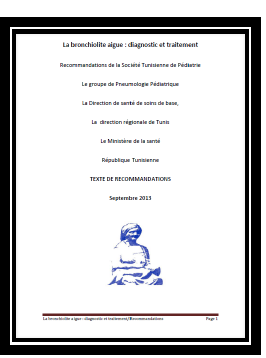 La bronchiolite aigue : diagnostic et traitement
Recommandations de la Société Tunisienne de Pédiatrie
Le groupe de Pneumologie Pédiatrique
La Direction de santé de soins de base,
La direction régionale de Tunis
Le Ministère de la santé
République Tunisienne
TEXTE DE RECOMMANDATIONS
Septembre 2013
La bronchiolite aigue : diagnostic et traitement/Recommandations Page 1